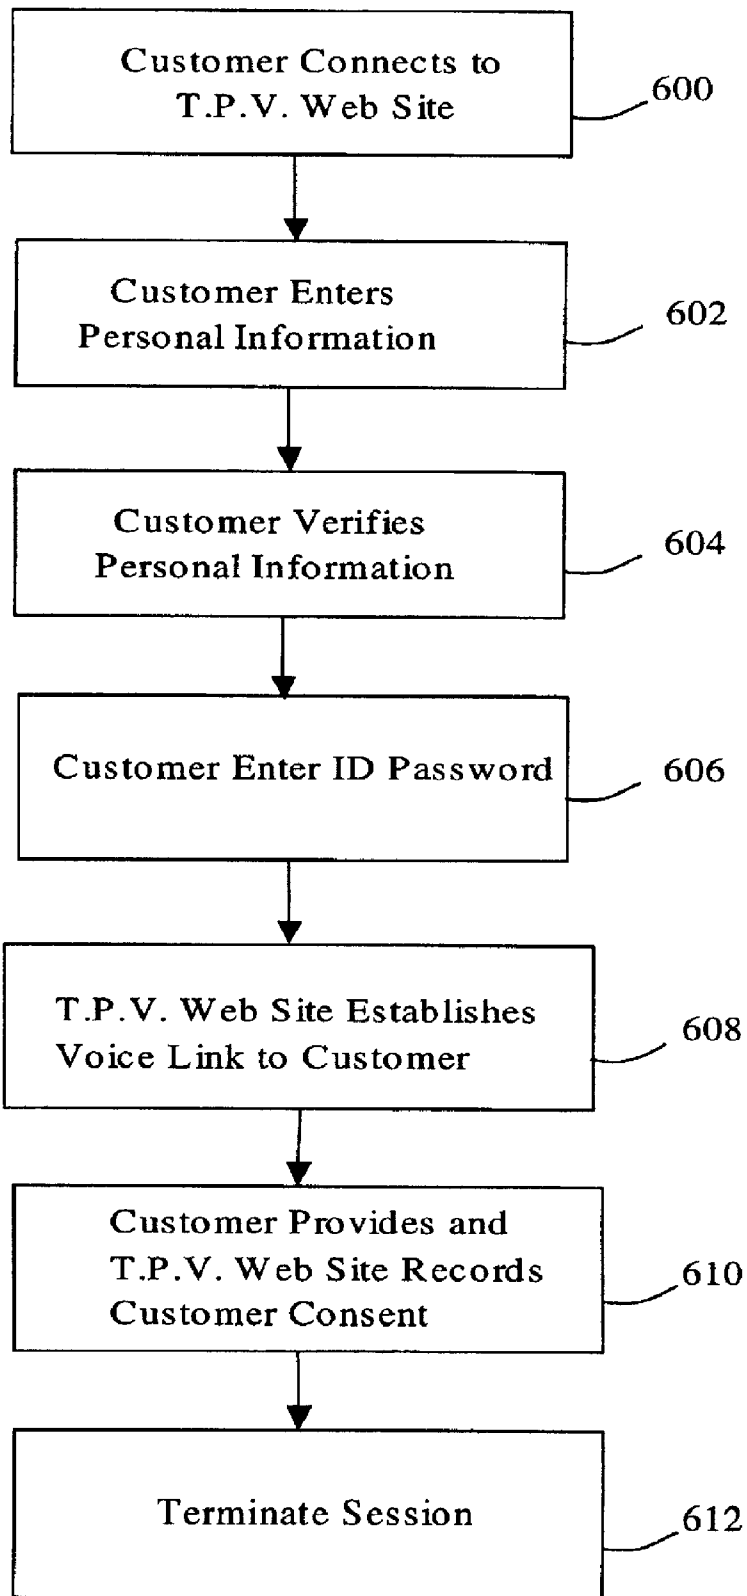 Customer Connects to
T.P.V. Web Site
600
Customer Enters
Personal Information
602
Customer Verifies
Personal Information
604
Customer Enter ID Password
606
T.P.V. Web Site Establishes
Voice Link to Customer
608
Customer Provides and
T.P.V. Web Site Records
Customer Consent
610
Terminate Session
612